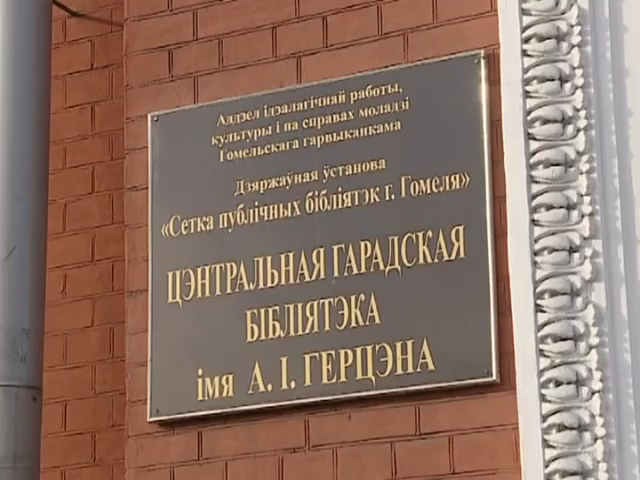 Аддзел ідэалагічнай работы,
культуры і па справах моладзі
Гомельскага гарвыканкама
Дзяржаўная ўстанова
«Сетка публічных бібліятэк г. Гомеля»
ЦЭНТРАЛЬНАЯ ГАРАДСКАЯ
БІБЛІЯТЭКА
імя А. І. ГЕРЦЭНА